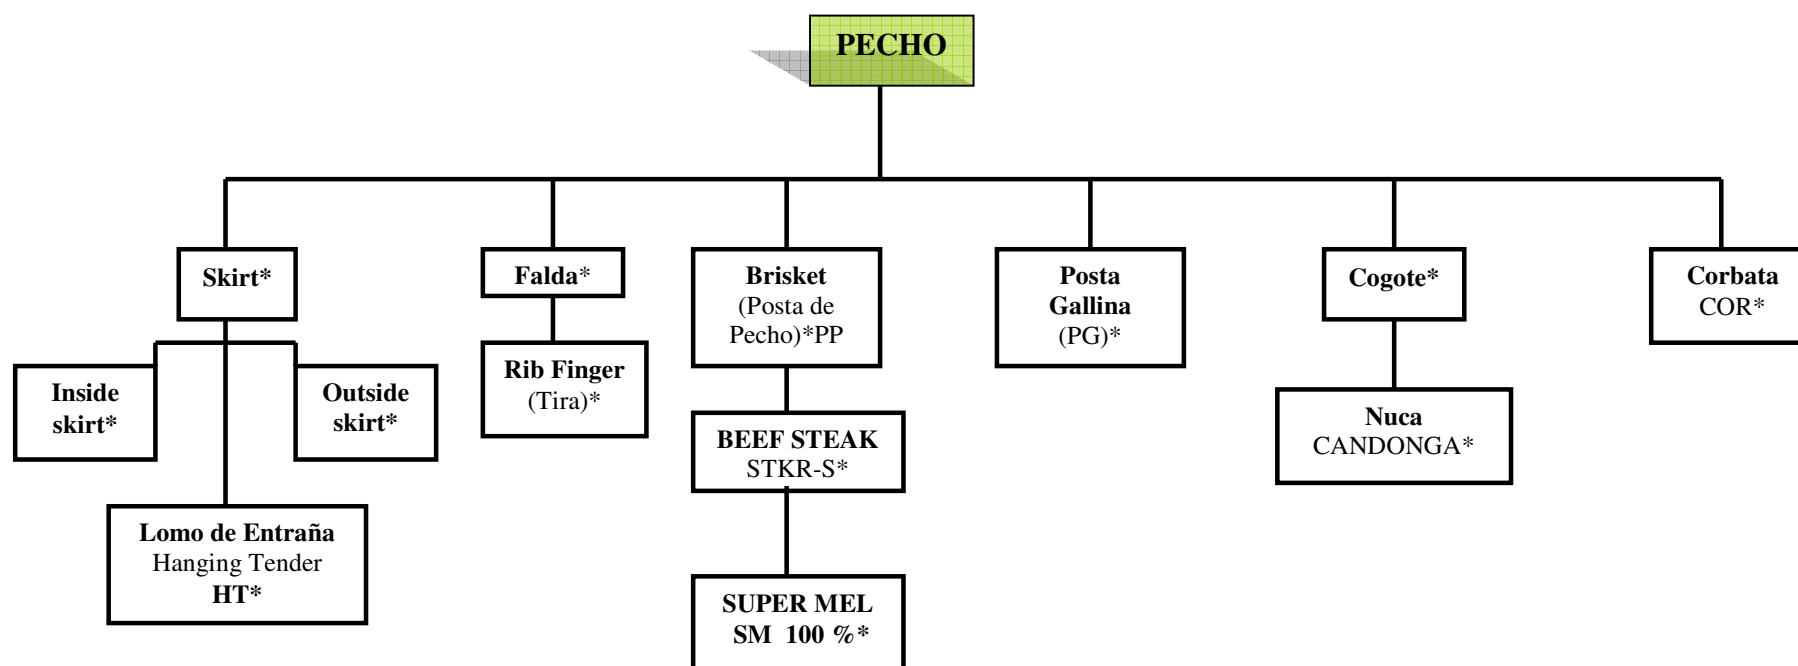 PECHO
Skirt*
Falda*
Brisket
(Posta de
Pecho)*PP
Posta
Gallina
(PG)*
Cogote*
Corbata
COR*
Inside
skirt*
Outside
skirt*
Rib Finger
(Tira)*
BEEF STEAK
STKR-S*
Nuca
CANDONGA*
Lomo de Entraña
Hanging Tender
HT*
SUPER MEL
SM 100 %*